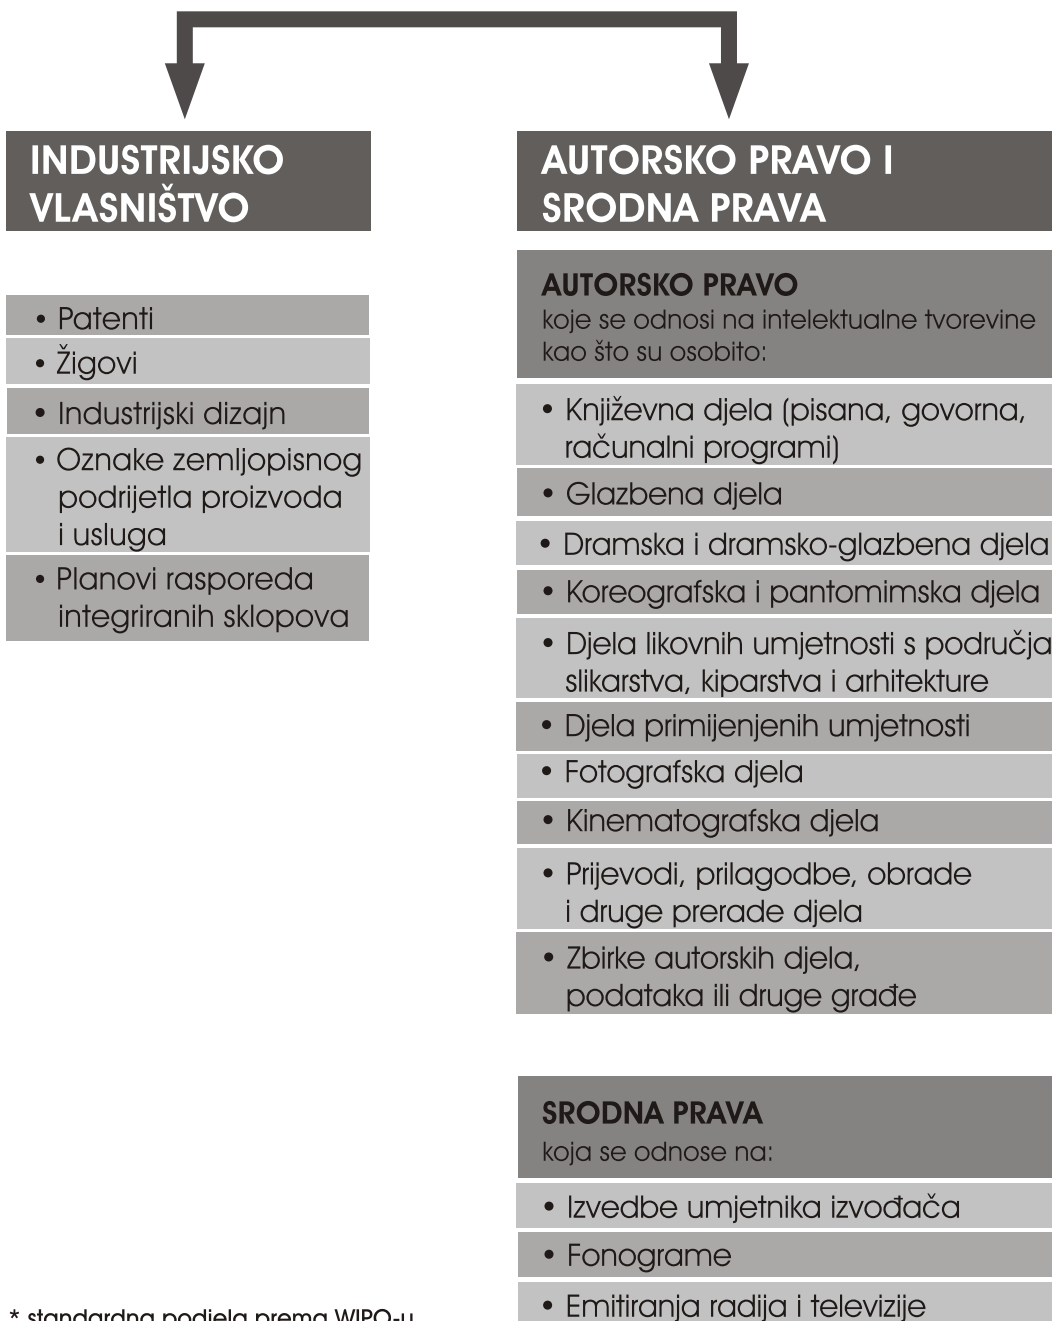 INDUSTRIJSKO
VLASNIŠTVO
• Patenti
• Žigovi
• Industrijski dizajn
• Oznake zemljopisnog
podrijetla proizvoda
i usluga
• Planovi rasporeda
integriranih sklopova
AUTORSKO PRAVO I
SRODNA PRAVA
AUTORSKO PRAVO
koje se odnosi na intelektualne tvorevine
kao što su osobito:
• Književna djela (pisana, govorna,
računalni programi)
• Glazbena djela
• Dramska i dramsko-glazbena djela
• Koreografska i pantomimska djela
• Djela likovnih umjetnosti s područja
slikarstva, kiparstva i arhitekture
• Djela primijenjenih umjetnosti
• Fotografska djela
• Kinematografska djela
• Prijevodi, prilagodbe, obrade
i druge prerade djela
• Zbirke autorskih djela,
podataka ili druge građe
SRODNA PRAVA
koja se odnose na:
• Izvedbe umjetnika izvođača
• Fonograme
• Emitiranja radija i televizije
* standardna podjela prema WIPO-u